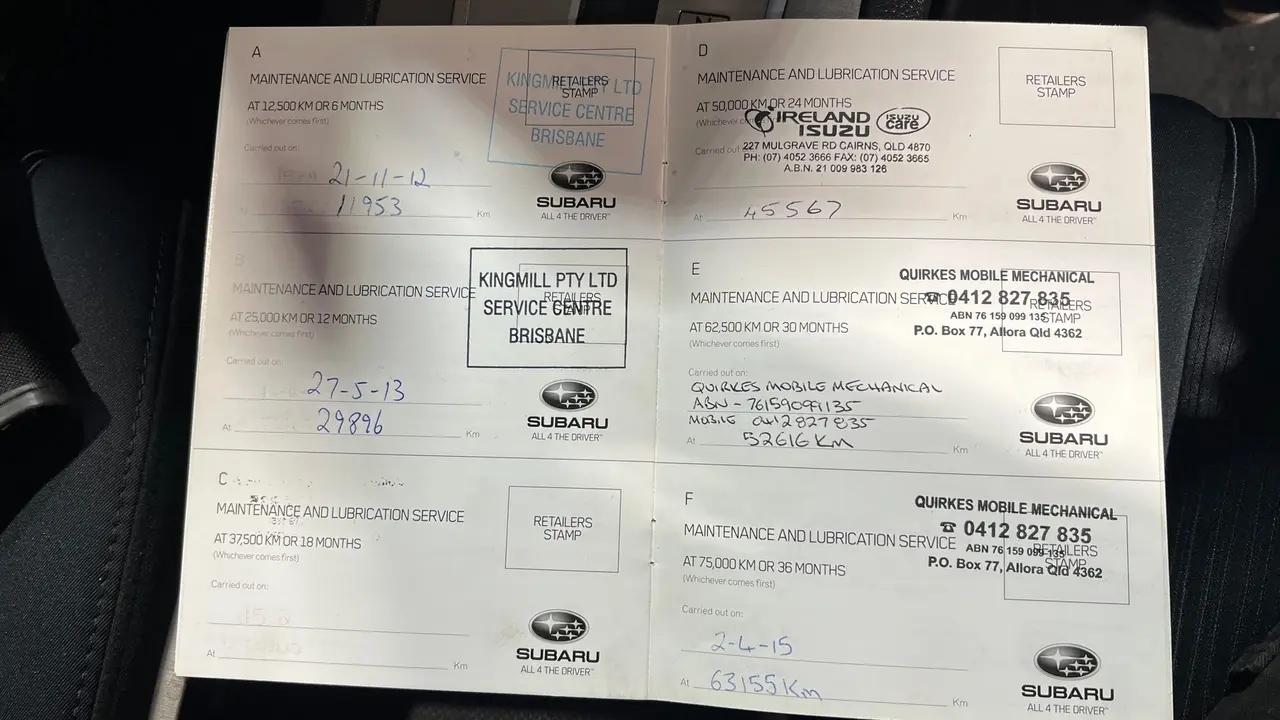 A
MAINTENANCE AND LUBRICATION SERVICE
AT 12,500 KM OR 6 MONTHS
(Whichever comes first)
Carried out on:
21-11-12
At 11953 Km
RETAILERS
STAMP
KINGMILL PTY LTD
SERVICE CENTRE
BRISBANE
SUBARU
ALL 4 THE DRIVER™
B
MAINTENANCE AND LUBRICATION SERVICE
AT 25,000 KM OR 12 MONTHS
(Whichever comes first)
Carried out on:
27-5-13
At 29896 Km
RETAILERS
STAMP
KINGMILL PTY LTD
SERVICE CENTRE
BRISBANE
SUBARU
ALL 4 THE DRIVER™
C
MAINTENANCE AND LUBRICATION SERVICE
AT 37,500 KM OR 18 MONTHS
(Whichever comes first)
Carried out on:
At Km
RETAILERS
STAMP
SUBARU
ALL 4 THE DRIVER™
D
MAINTENANCE AND LUBRICATION SERVICE
AT 50,000 KM OR 24 MONTHS
(Whichever
Carried out
IRELAND
ISUZU
ISUZU
care
227 MULGRAVE RD CAIRNS, QLD 4870
PH: (07) 4052 3666 FAX: (07) 4052 3665
A.B.N. 21 009 983 126
At 45567 Km
RETAILERS
STAMP
SUBARU
ALL 4 THE DRIVER™
E
MAINTENANCE AND LUBRICATION SERVICE
AT 62,500 KM OR 30 MONTHS
(Whichever comes first)
QUIRKES MOBILE MECHANICAL
☎ 0412 827 835
ABN 76 159 099 135
P.O. Box 77, Allora Qld 4362
RETAILERS
STAMP
Carried out on:
QUIRKES MOBILE MECHANICAL
ABN - 76159099135
MOBILE 0412827835
At 52616 Km
SUBARU
ALL 4 THE DRIVER™
F
MAINTENANCE AND LUBRICATION SERVICE
AT 75,000 KM OR 36 MONTHS
(Whichever comes first)
QUIRKES MOBILE MECHANICAL
☎ 0412 827 835
ABN 76 159 099 135
P.O. Box 77, Allora Qld 4362
RETAILERS
STAMP
Carried out on:
2-4-15
At 63155 Km Km
SUBARU
ALL 4 THE DRIVER™